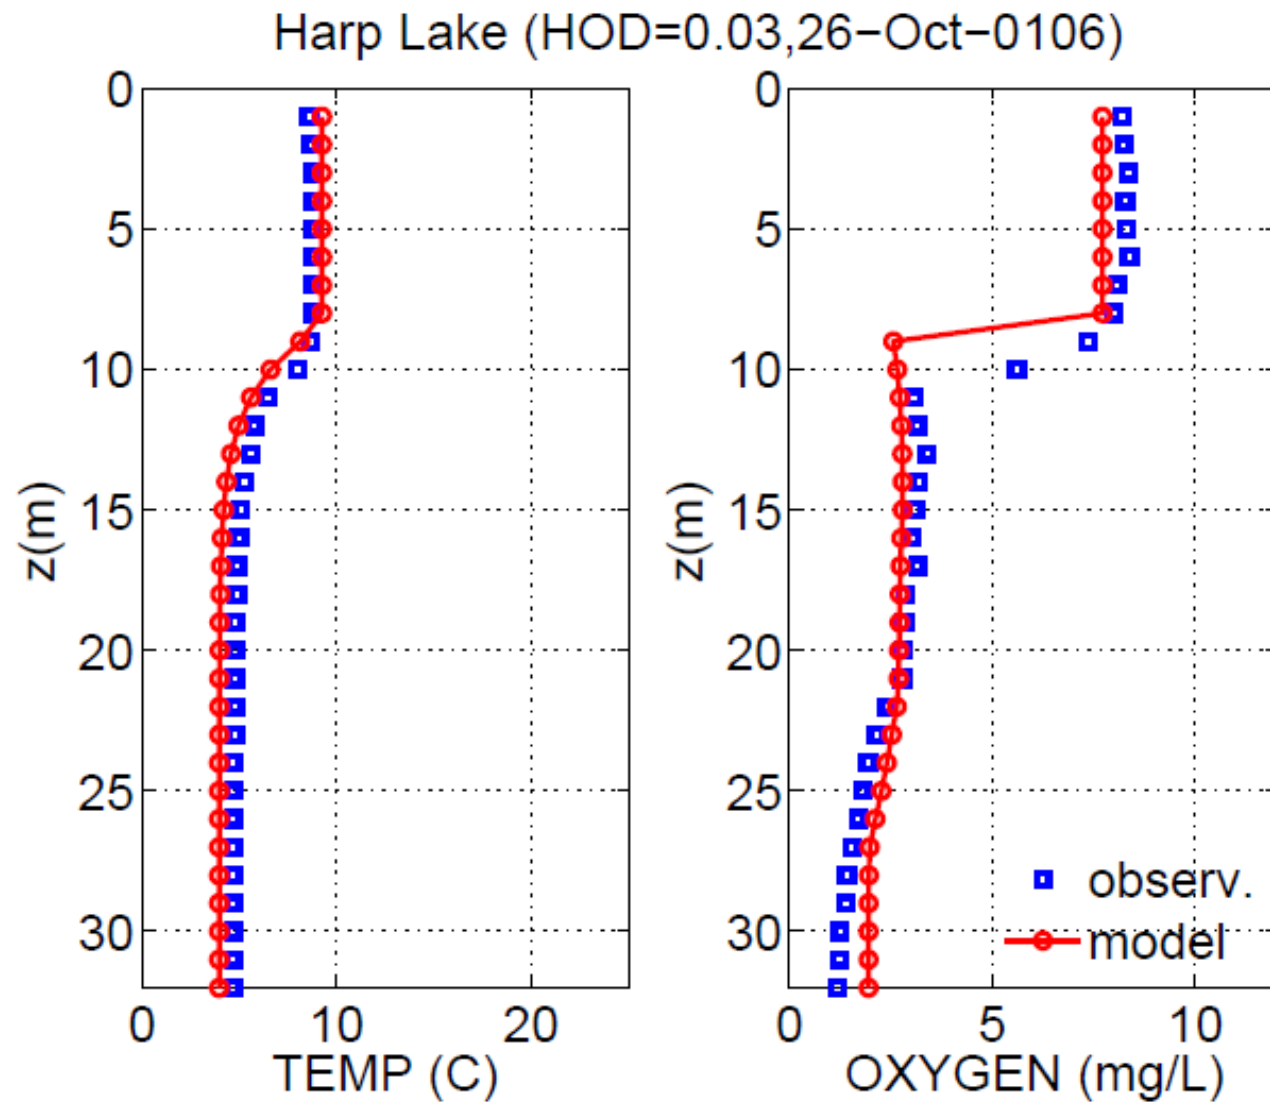 Harp Lake (HOD=0.03,26−Oct−0106)
0
5
10
15
20
25
30
z(m)
0 10 20
TEMP (C)
0
5
10
15
20
25
30
z(m)
observ.
model
0 5 10
OXYGEN (mg/L)